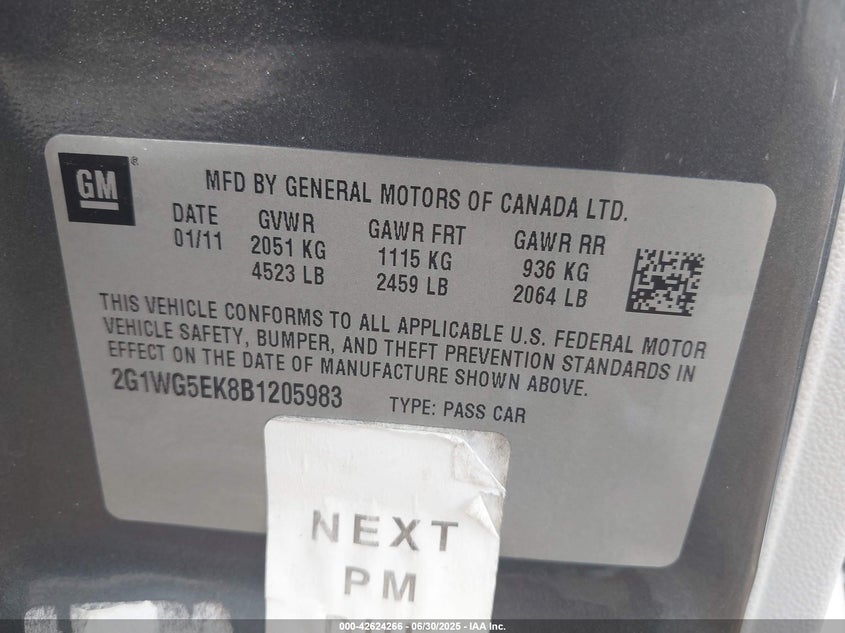 GM
MFD BY GENERAL MOTORS OF CANADA LTD.
DATE GVWR GAWR FRT GAWR RR
01/11 2051 KG 1115 KG 936 KG
4523 LB 2459 LB 2064 LB
THIS VEHICLE CONFORMS TO ALL APPLICABLE U.S. FEDERAL MOTOR
VEHICLE SAFETY, BUMPER, AND THEFT PREVENTION STANDARDS IN
EFFECT ON THE DATE OF MANUFACTURE SHOWN ABOVE.
2G1WG5EK8B1205983 TYPE: PASS CAR
NEXT
PM
000-42624266 - 06/30/2025 - IAA Inc.